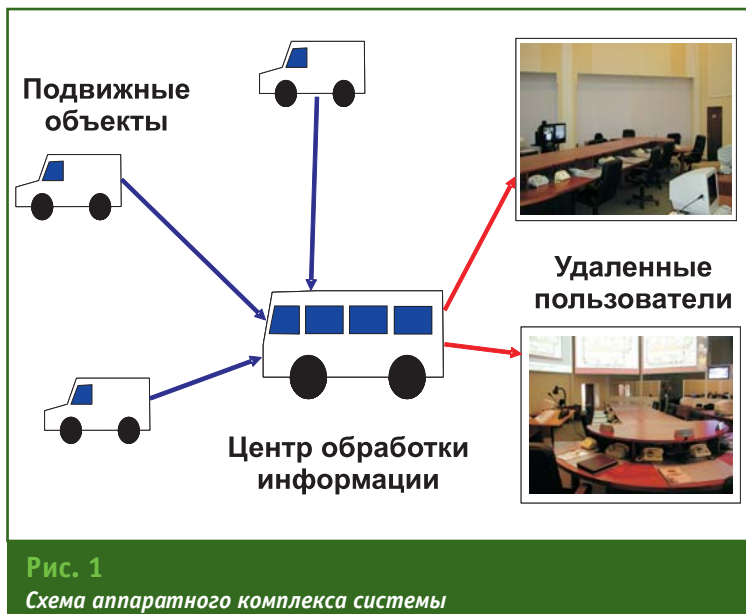 Подвижные
объекты
Удаленные
пользователи
Центр обработки
информации
Рис. 1
Схема аппаратного комплекса системы